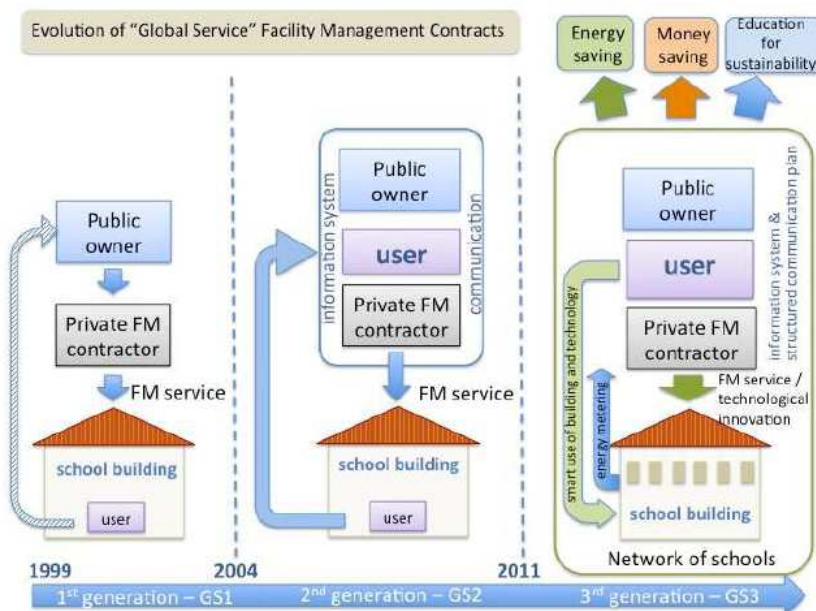 Evolution of “Global Service” Facility Management Contracts
Energy
saving
Money
saving
Education
for
sustainability
Public
owner
Private FM
contractor
FM service
school building
user
information system
communication
Public
owner
user
Private FM
contractor
FM service
school building
user
Public
owner
user
Private FM
contractor
information system &
structured communication plan
smart use of building and technology
energy metering
FM service /
technological
innovation
school building
Network of schools
1999
2004
2011
1st generation – GS1
2nd generation – GS2
3rd generation – GS3